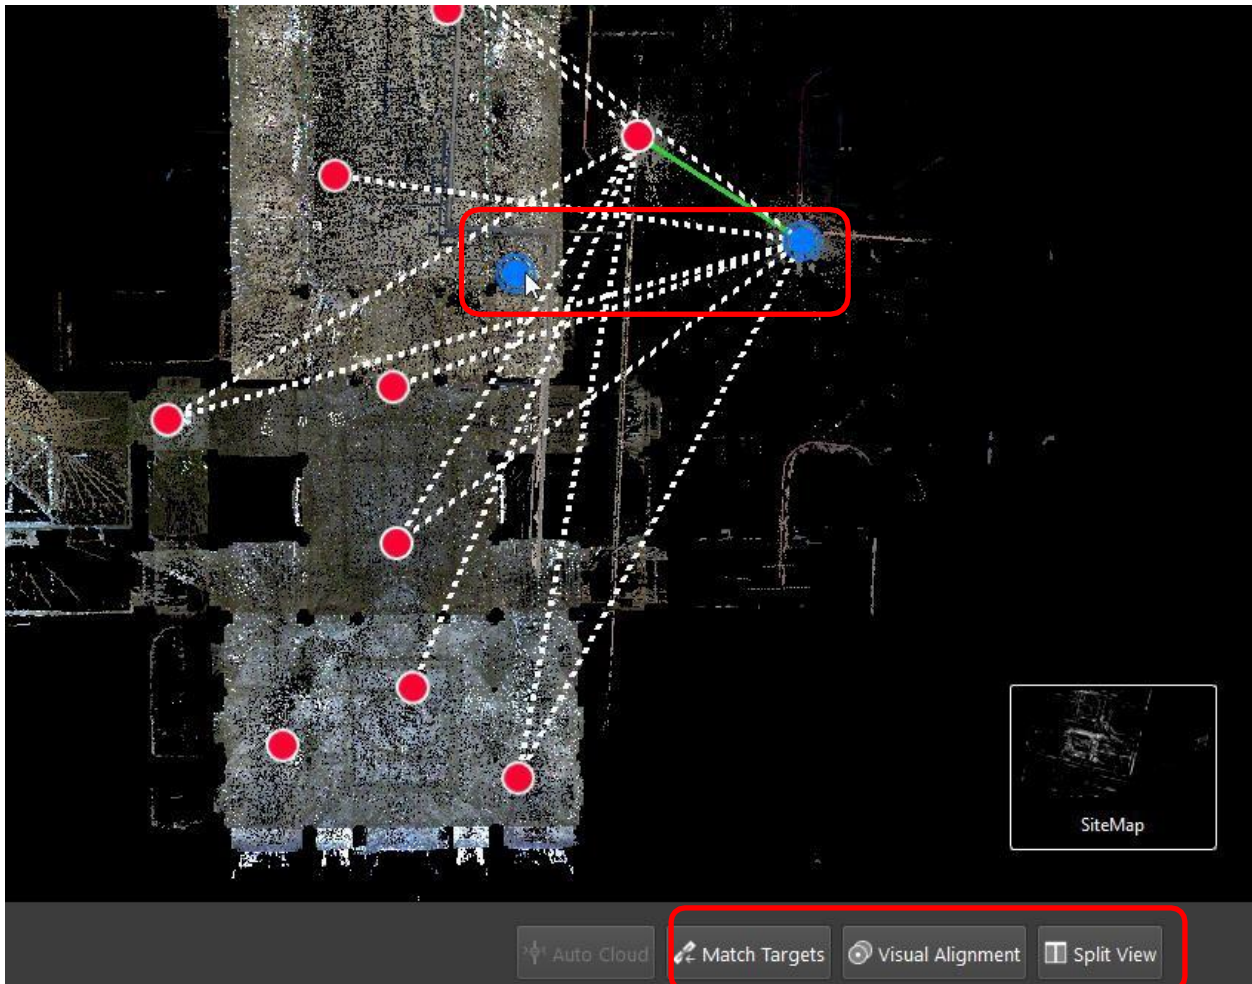 SiteMap
Auto Cloud
Match Targets
Visual Alignment
Split View